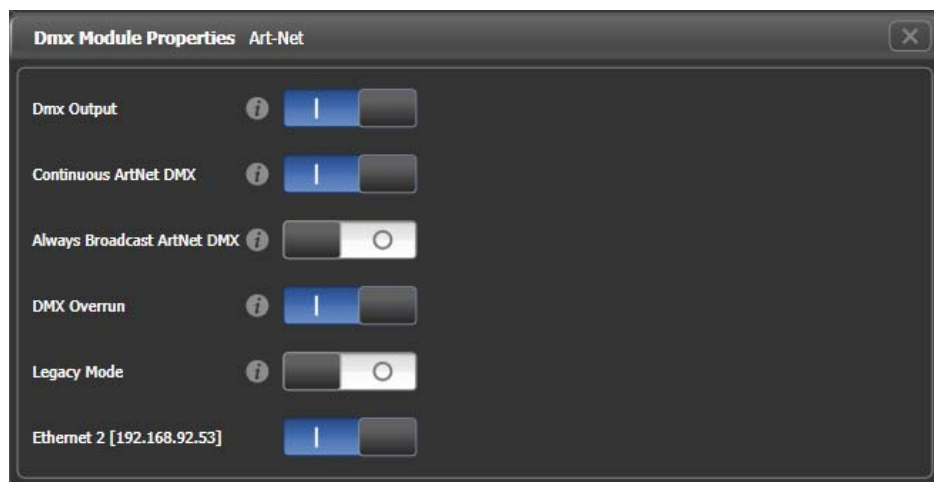 Dmx Module Properties Art-Net
Dmx Output
Continuous ArtNet DMX
Always Broadcast ArtNet DMX
DMX Overrun
Legacy Mode
Ethernet 2 [192.168.92.53]